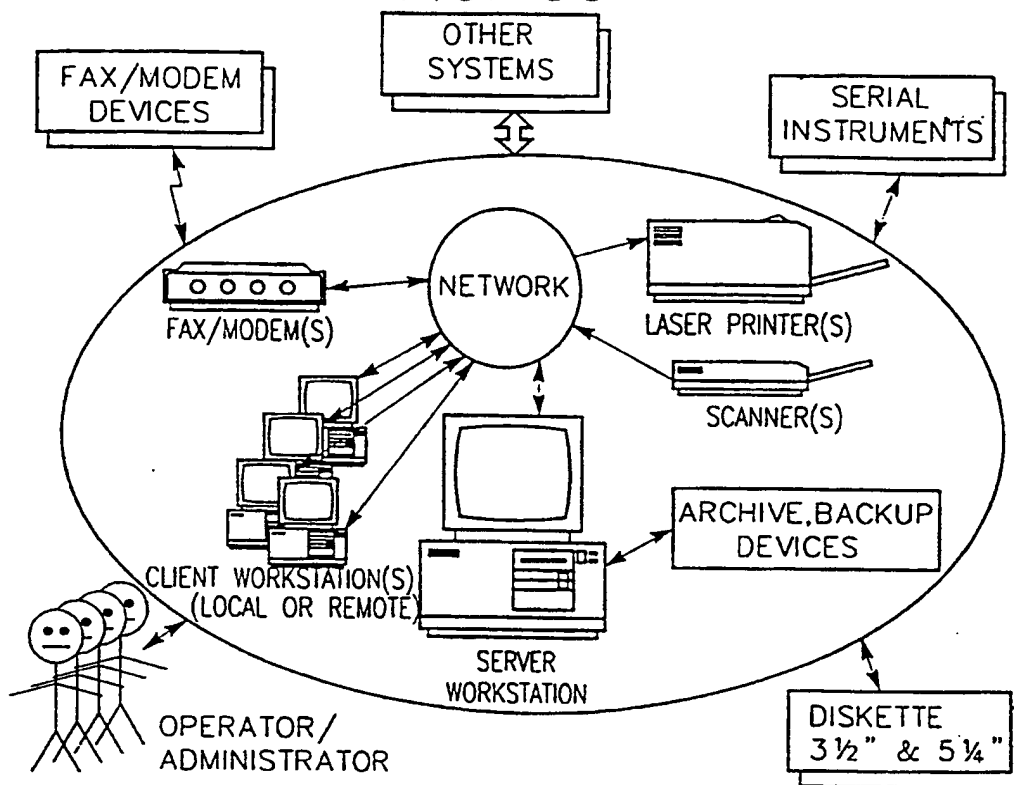 OTHER
SYSTEMS
FAX/MODEM
DEVICES
SERIAL
INSTRUMENTS
NETWORK
FAX/MODEM(S)
LASER PRINTER(S)
SCANNER(S)
ARCHIVE,BACKUP
DEVICES
CLIENT WORKSTATION(S)
(LOCAL OR REMOTE)
SERVER
WORKSTATION
OPERATOR/
ADMINISTRATOR
DISKETTE
3½" & 5¼"